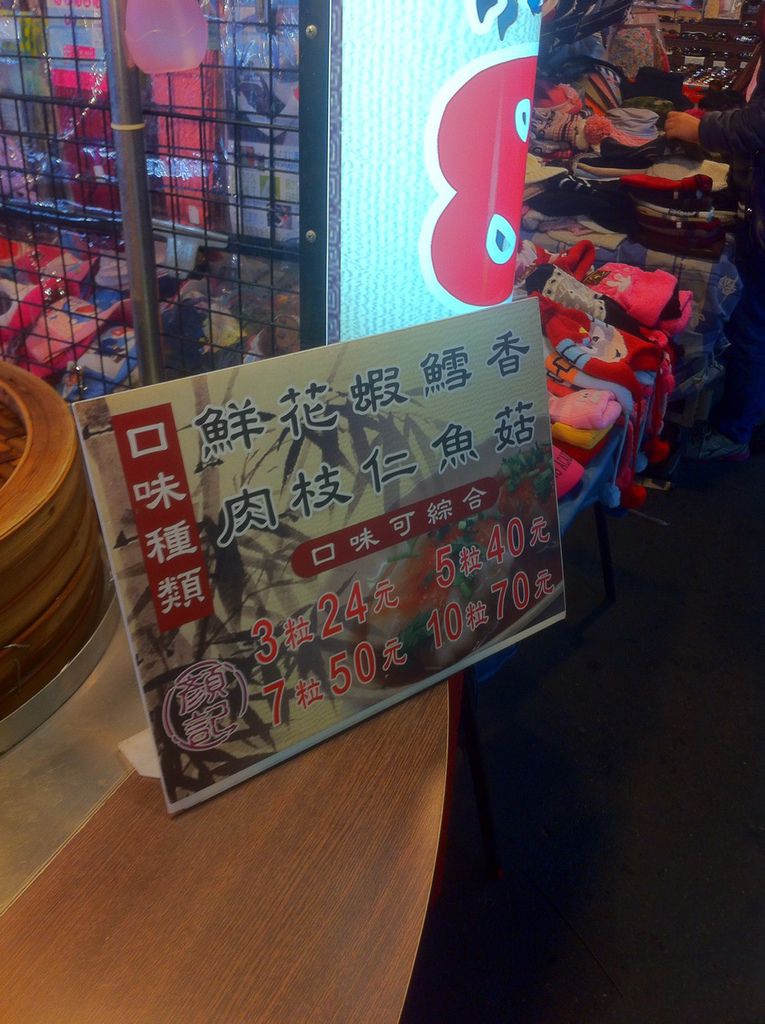 口味種類
鮮肉
花枝
蝦仁
鱈魚
香菇
口味可綜合
3粒24元 5粒40元
7粒50元 10粒70元
顏記